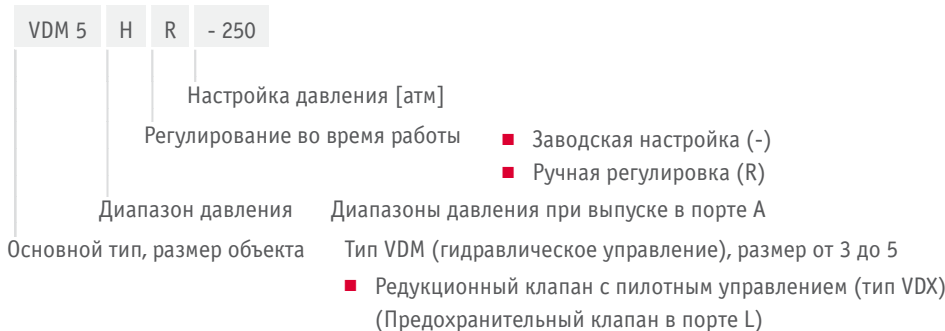 VDM 5 H R - 250
Настройка давления [атм]
Регулирование во время работы
■ Заводская настройка (-)
■ Ручная регулировка (R)
Диапазон давления Диапазоны давления при выпуске в порте A
Основной тип, размер объекта Тип VDM (гидравлическое управление), размер от 3 до 5
■ Редукционный клапан с пилотным управлением (тип VDX)
(Предохранительный клапан в порте L)